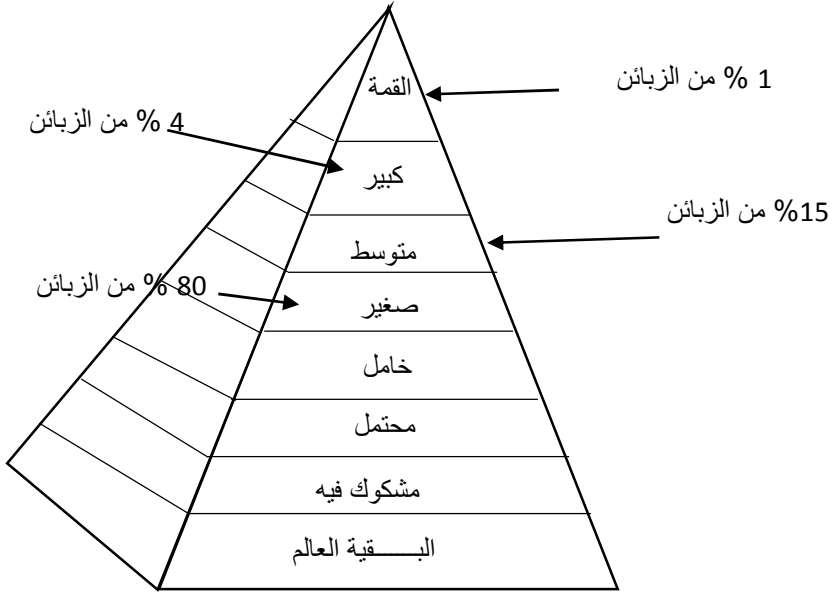 القمة
1 % من الزبائن
4 % من الزبائن
كبير
15% من الزبائن
متوسط
80 % من الزبائن
صغير
خامل
محتمل
مشكوك فيه
البـــــقية العالم